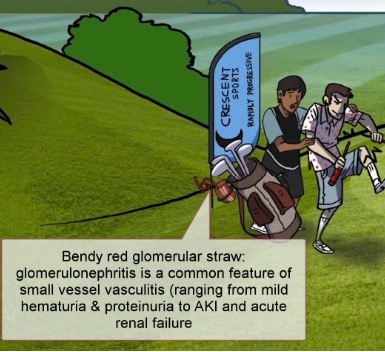 CRESCENT
SPORTS
RAPIDLY PROGRESSIVE
Bendy red glomerular straw:
glomerulonephritis is a common feature of
small vessel vasculitis (ranging from mild
hematuria & proteinuria to AKI and acute
renal failure